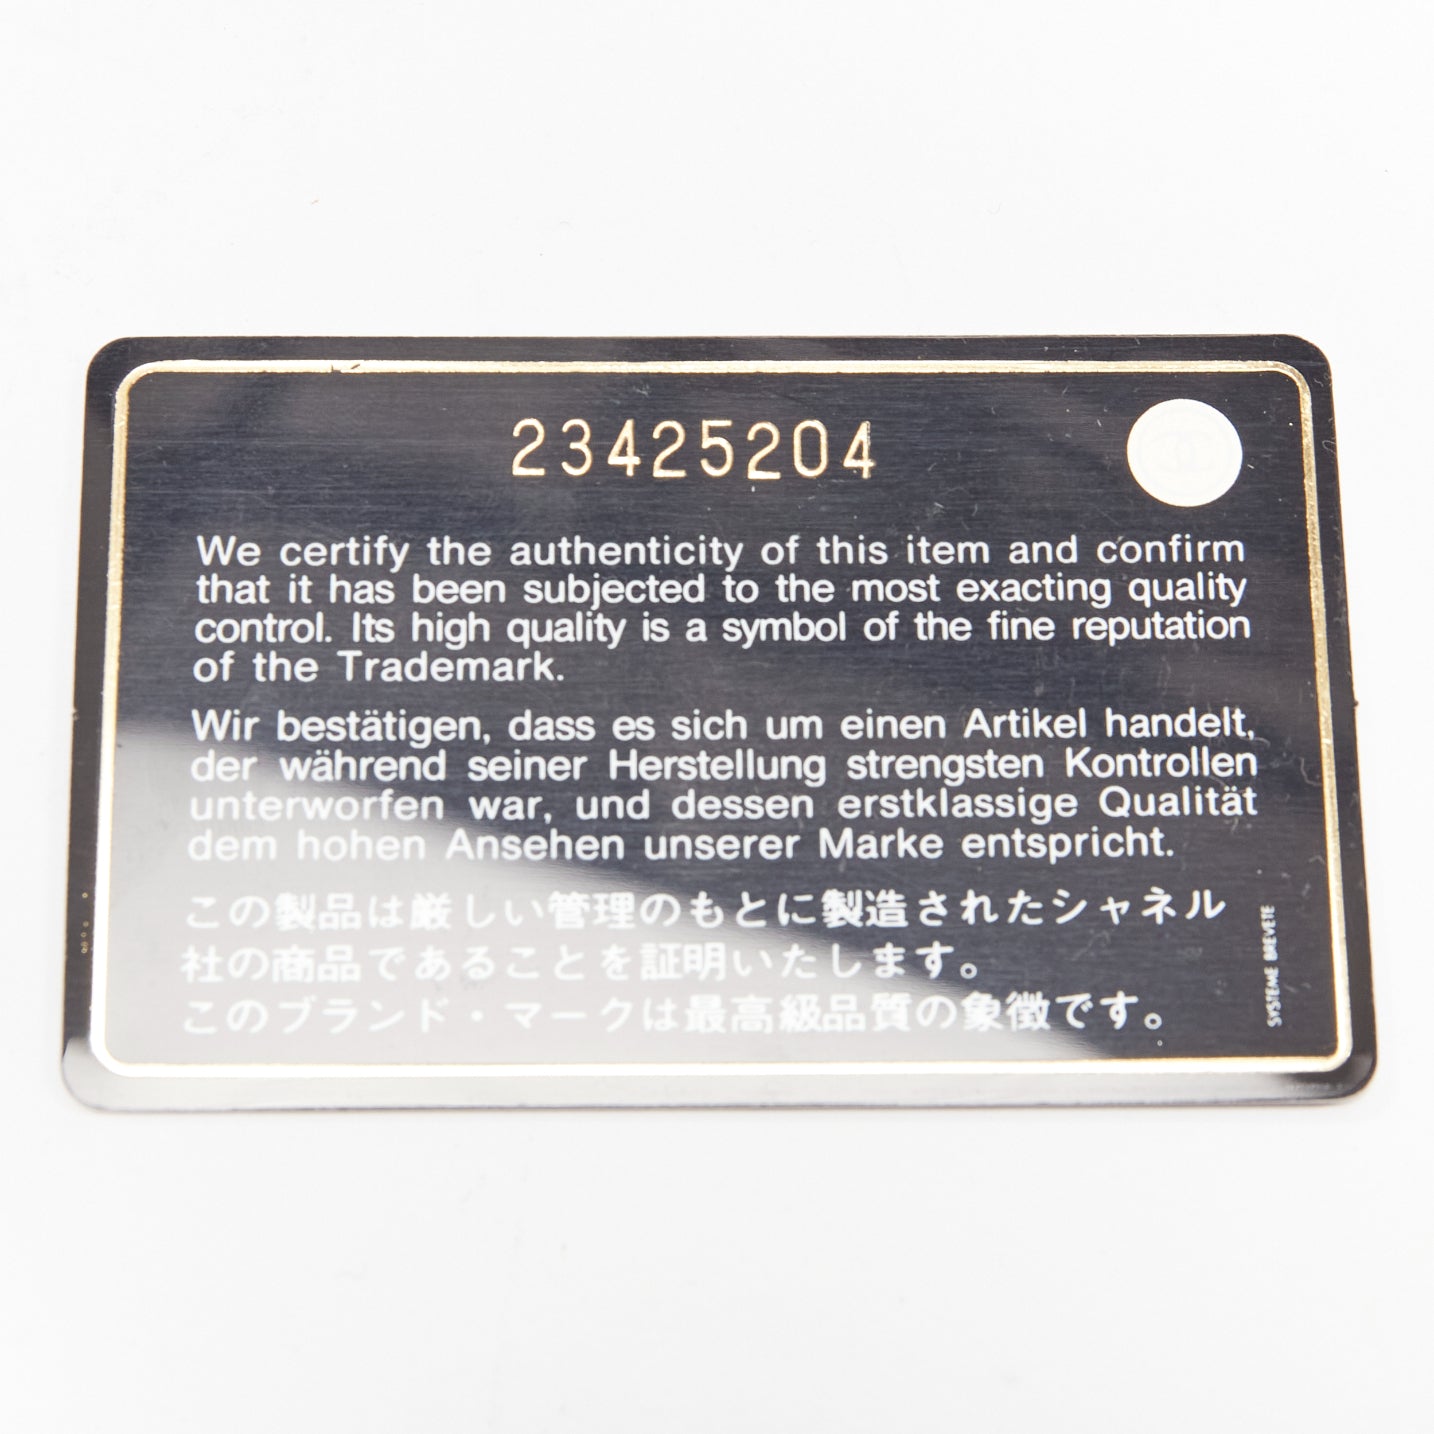 23425204
We certify the authenticity of this item and confirm
that it has been subjected to the most exacting quality
control. Its high quality is a symbol of the fine reputation
of the Trademark.
Wir bestätigen, dass es sich um einen Artikel handelt,
der während seiner Herstellung strengsten Kontrollen
unterworfen war, und dessen erstklassige Qualität
dem hohen Ansehen unserer Marke entspricht.
この製品は厳しい管理のもとに製造されたシャネル
社の商品であることを証明いたします。
このブランド・マークは最高級品質の象徴です。
SYSTEME BREVETE